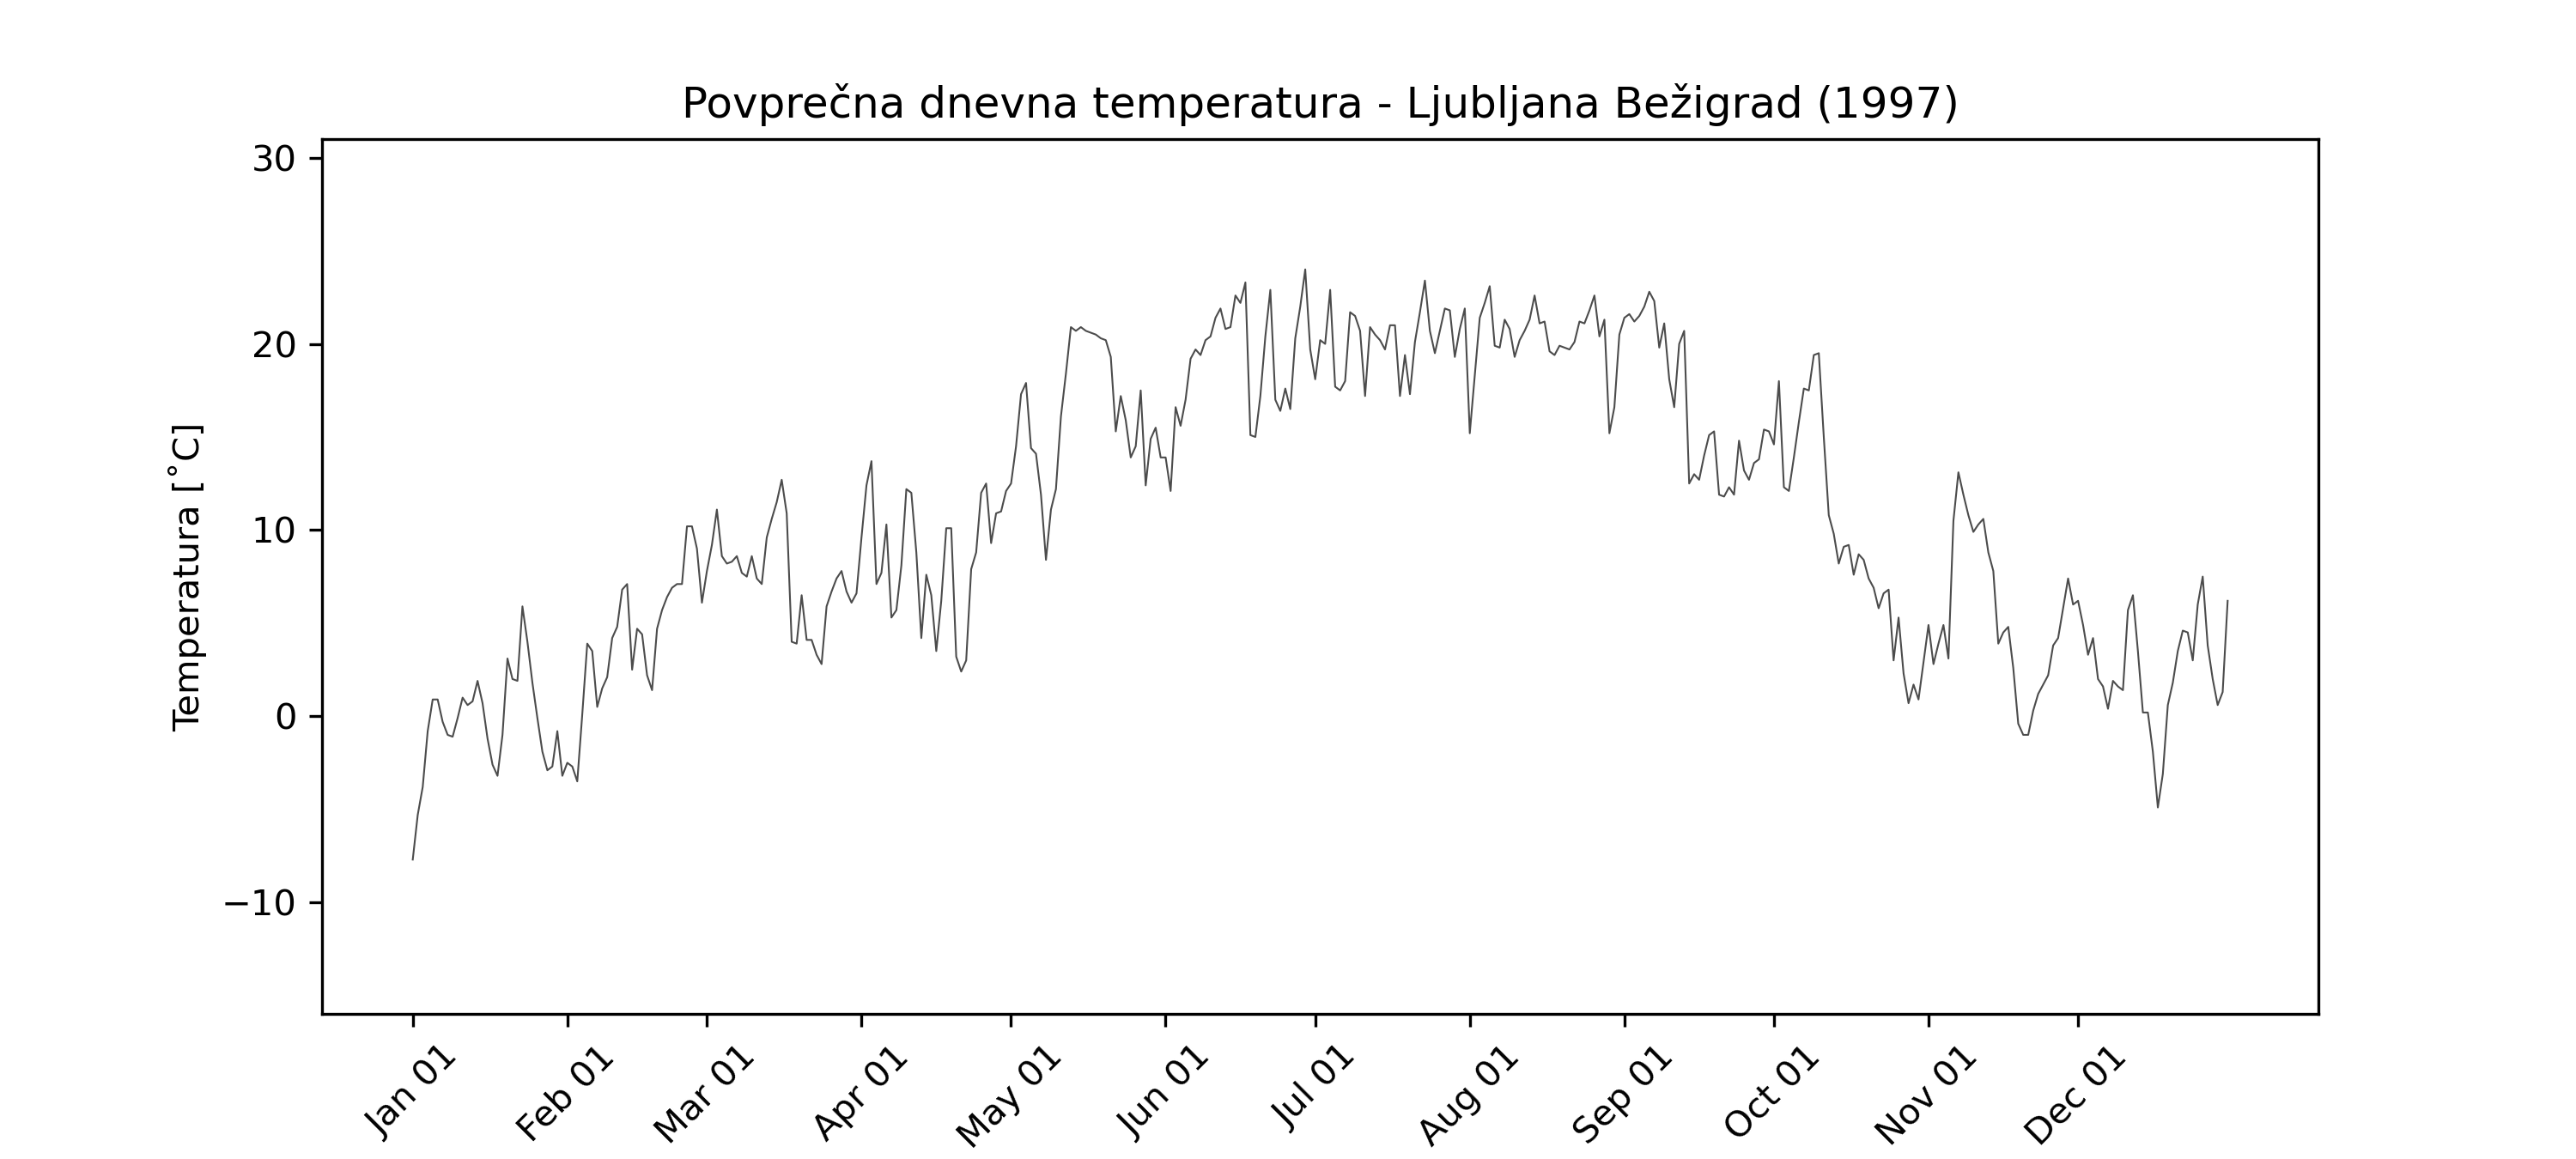 Povprečna dnevna temperatura - Ljubljana Bežigrad (1997)
30
20
10
0
−10
Temperatura [˚C]
Jan 01
Feb 01
Mar 01
Apr 01
May 01
Jun 01
Jul 01
Aug 01
Sep 01
Oct 01
Nov 01
Dec 01